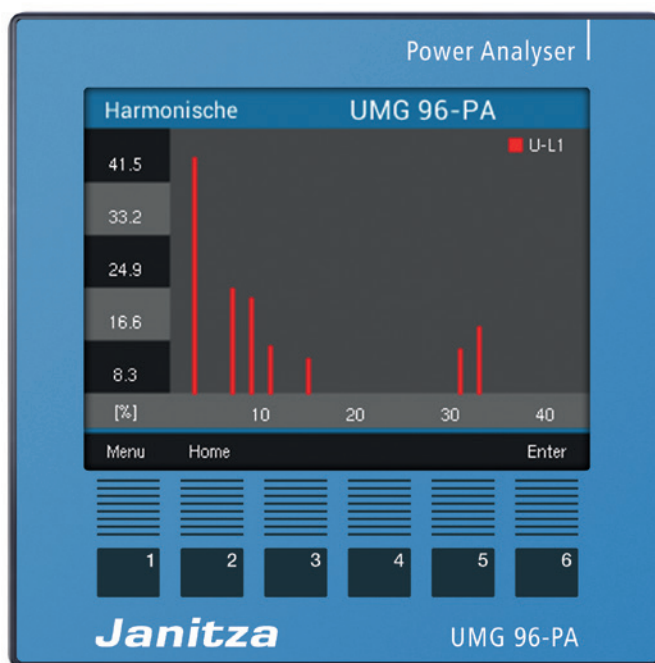 Power Analyser
Harmonische UMG 96-PA
U-L1
41.5
33.2
24.9
16.6
8.3
[%] 10 20 30 40
Menu Home Enter
1 2 3 4 5 6
Janitza UMG 96-PA